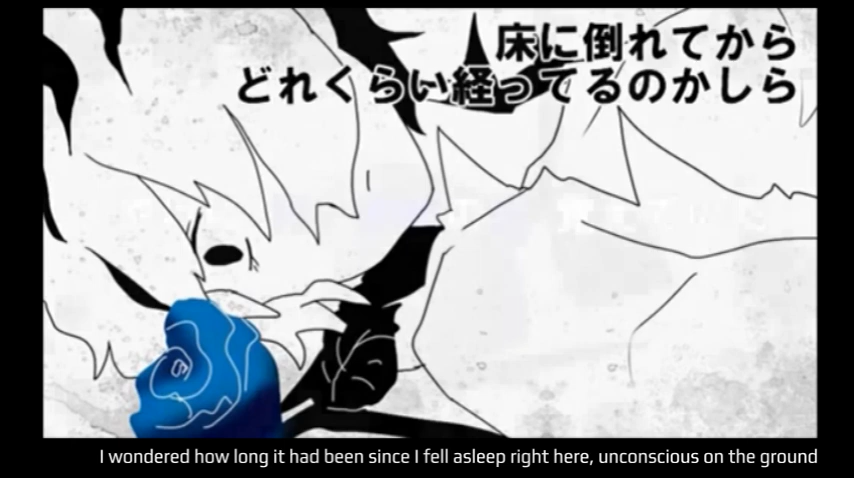 床に倒れてから
どれくらい経ってるのかしら
I wondered how long it had been since I fell asleep right here, unconscious on the ground